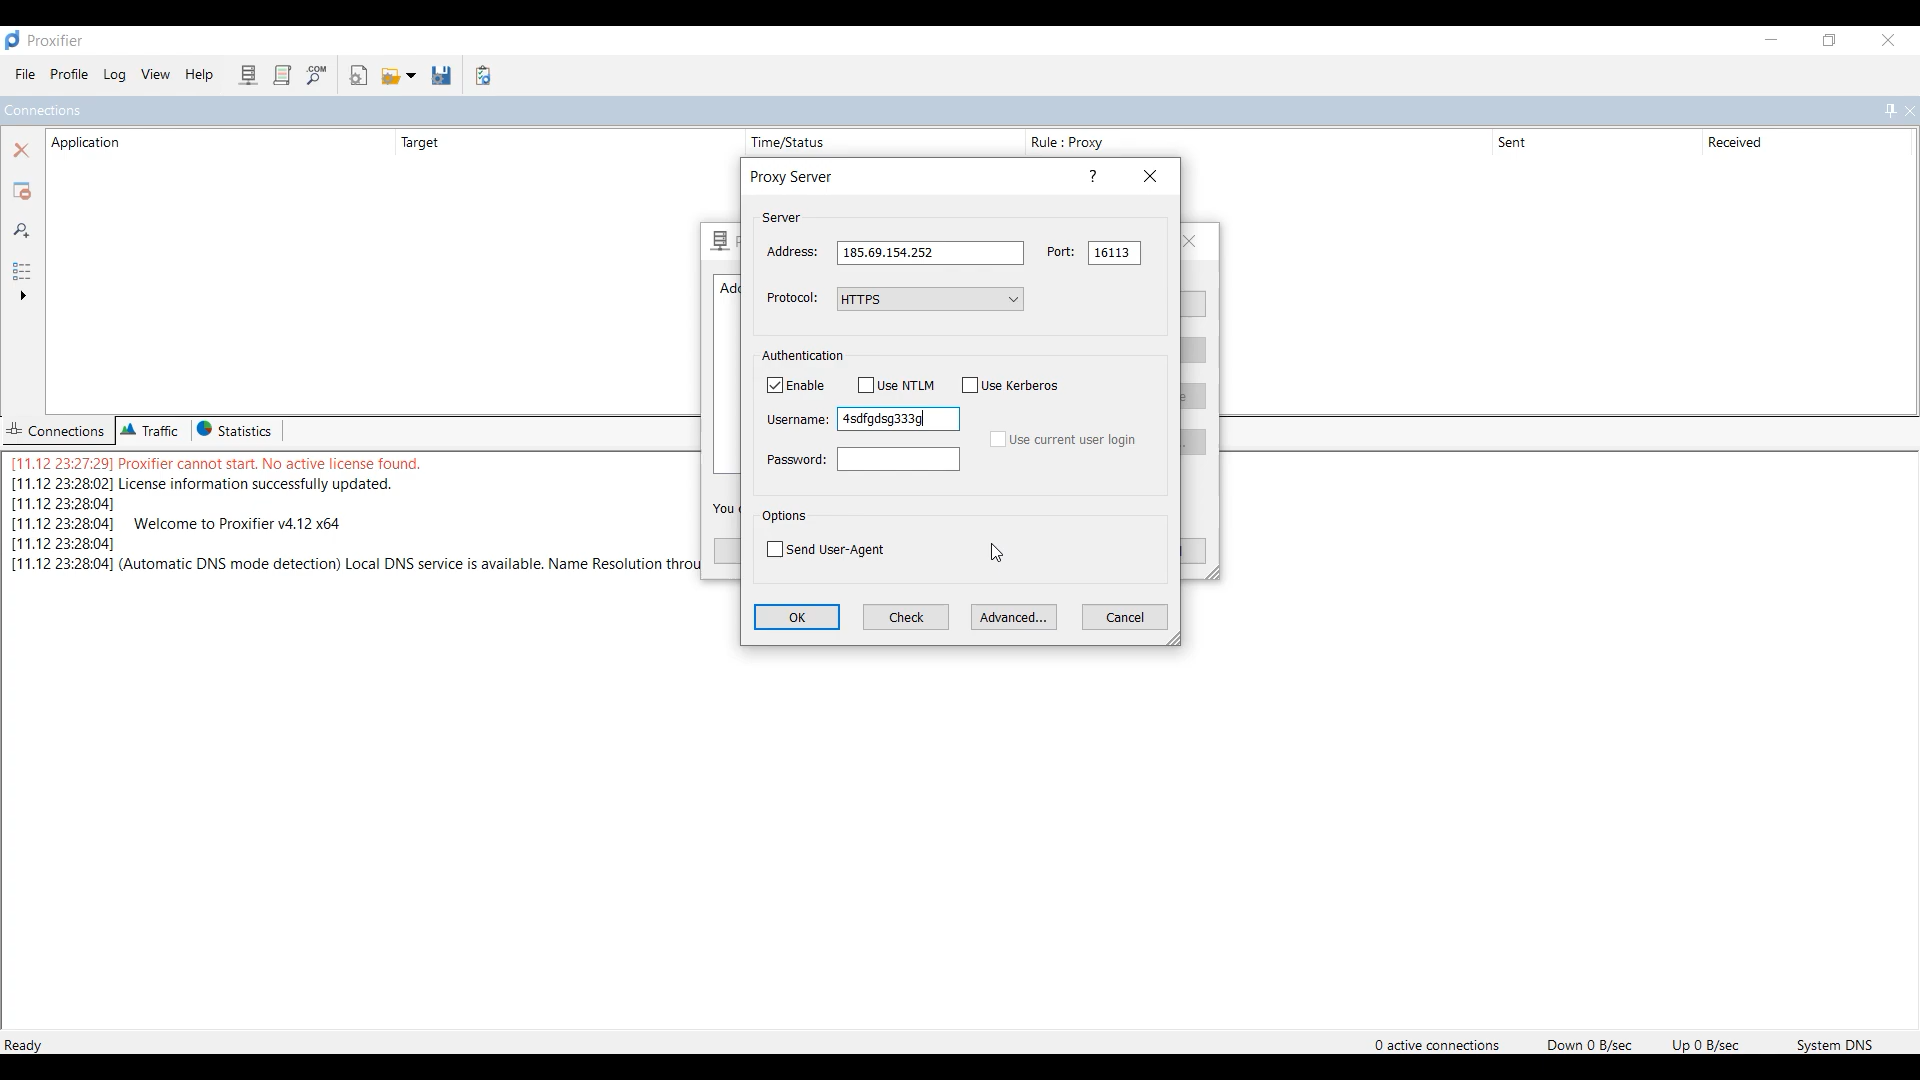 Proxifier
File Profile Log View Help .COM
Connections
Application Target Time/Status Rule : Proxy Sent Received
Proxy Server ?
Server
Address: 185.69.154.252 Port: 16113
Protocol: HTTPS
Authentication
Enable Use NTLM Use Kerberos
Username: 4sdfgdsg333g
Use current user login
Password:
Options
Send User-Agent
OK Check Advanced... Cancel
You
Connections Traffic Statistics
[11.12 23:27:29] Proxifier cannot start. No active license found.
[11.12 23:28:02] License information successfully updated.
[11.12 23:28:04]
[11.12 23:28:04] Welcome to Proxifier v4.12 x64
[11.12 23:28:04]
[11.12 23:28:04] (Automatic DNS mode detection) Local DNS service is available. Name Resolution throu
Ready 0 active connections Down 0 B/sec Up 0 B/sec System DNS